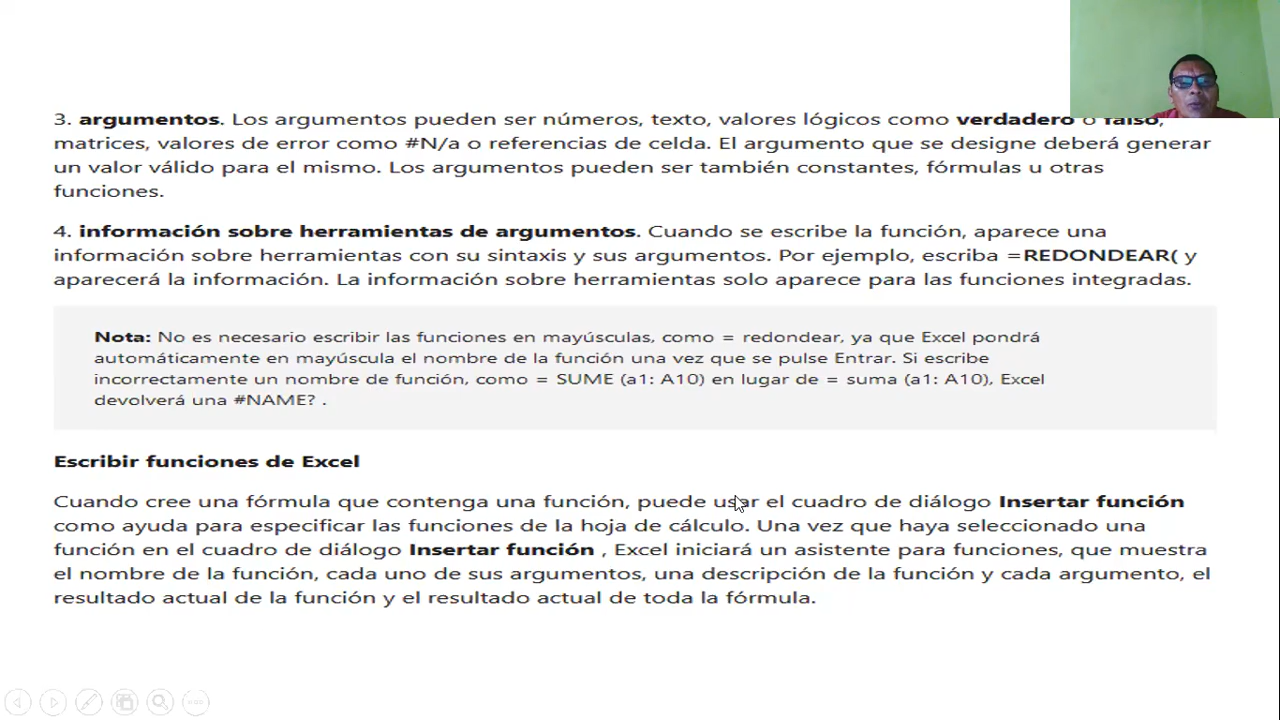 3. argumentos. Los argumentos pueden ser números, texto, valores lógicos como verdadero o falso,
matrices, valores de error como #N/a o referencias de celda. El argumento que se designe deberá generar
un valor válido para el mismo. Los argumentos pueden ser también constantes, fórmulas u otras
funciones.
4. información sobre herramientas de argumentos. Cuando se escribe la función, aparece una
información sobre herramientas con su sintaxis y sus argumentos. Por ejemplo, escriba =REDONDEAR( y
aparecerá la información. La información sobre herramientas solo aparece para las funciones integradas.
Nota: No es necesario escribir las funciones en mayúsculas, como = redondear, ya que Excel pondrá
automáticamente en mayúscula el nombre de la función una vez que se pulse Entrar. Si escribe
incorrectamente un nombre de función, como = SUME (a1: A10) en lugar de = suma (a1: A10), Excel
devolverá una #NAME? .
Escribir funciones de Excel
Cuando cree una fórmula que contenga una función, puede usar el cuadro de diálogo Insertar función
como ayuda para especificar las funciones de la hoja de cálculo. Una vez que haya seleccionado una
función en el cuadro de diálogo Insertar función , Excel iniciará un asistente para funciones, que muestra
el nombre de la función, cada uno de sus argumentos, una descripción de la función y cada argumento, el
resultado actual de la función y el resultado actual de toda la fórmula.